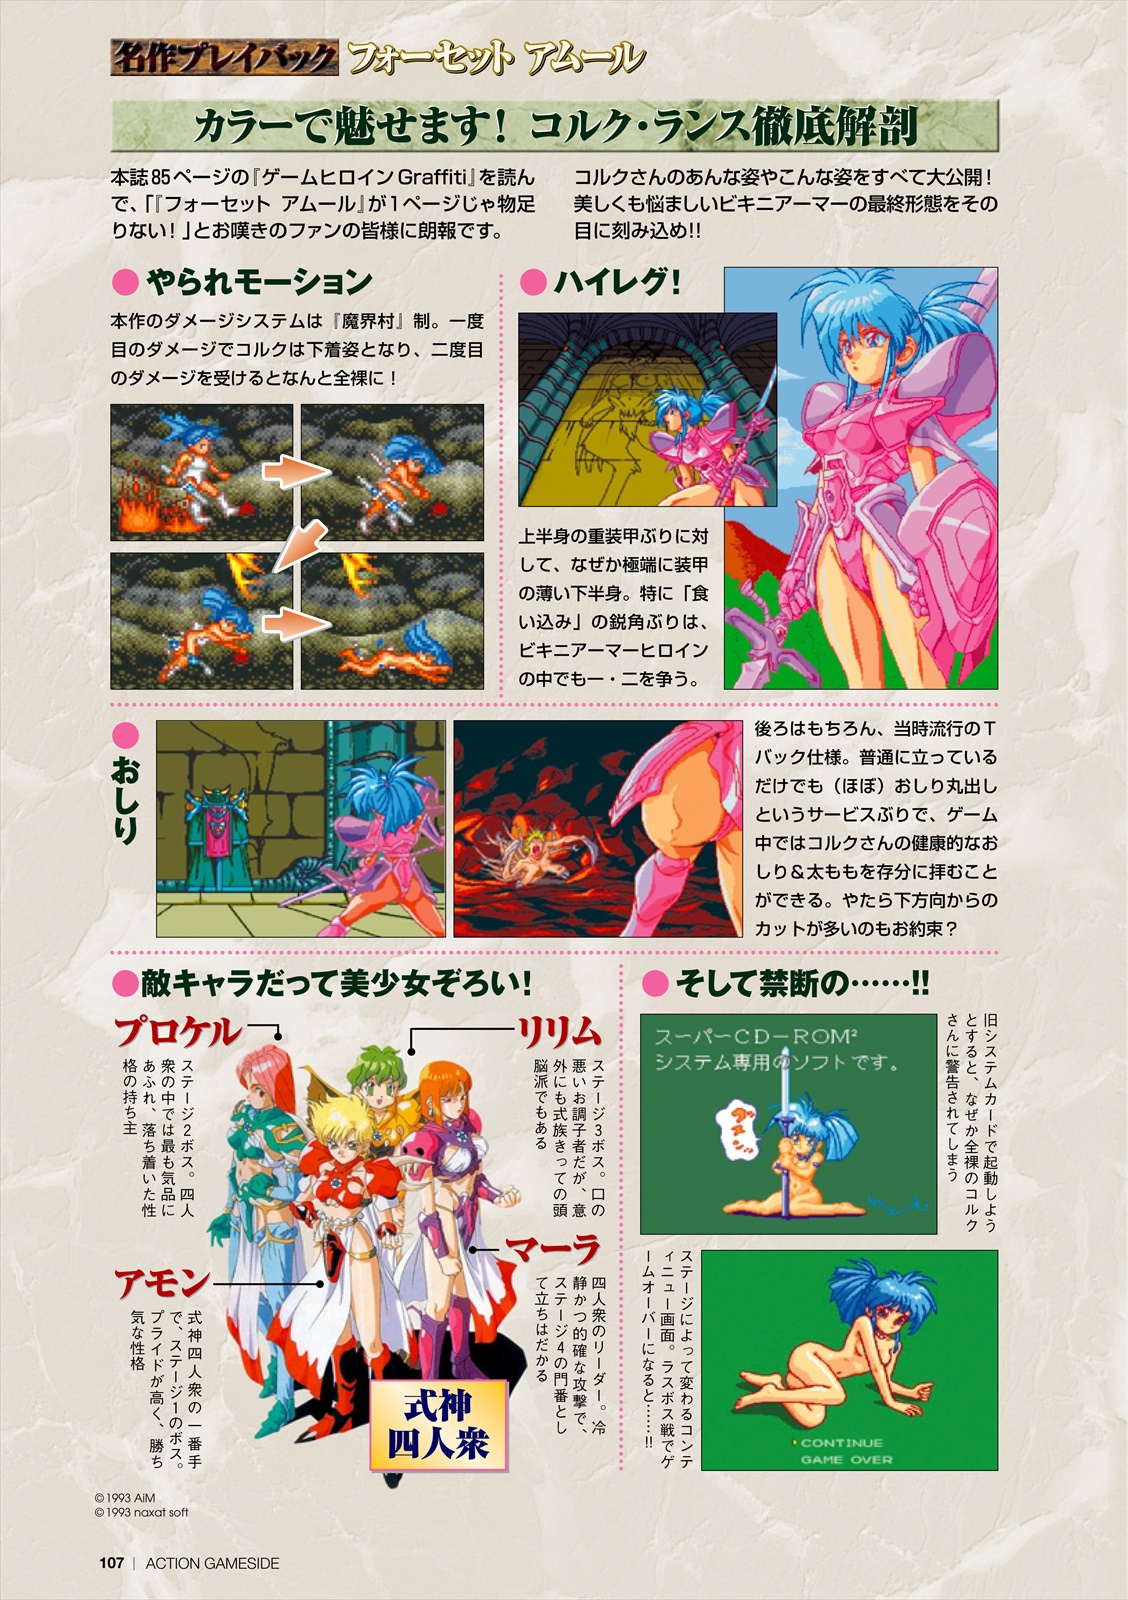 名作プレイバック フォーセット アムール
カラーで魅せます！ コルク・ランス徹底解剖
本誌85ページの『ゲームヒロイン Graffiti』を読ん
で、「『フォーセット アムール』が１ページじゃ物足
りない！」とお嘆きのファンの皆様に朗報です。
コルクさんのあんな姿やこんな姿をすべて大公開！
美しくも悩ましいビキニアーマーの最終形態をその
目に刻み込め!!
●やられモーション
本作のダメージシステムは『魔界村』制。一度
目のダメージでコルクは下着姿となり、二度目
のダメージを受けるとなんと全裸に！
●ハイレグ！
上半身の重装甲ぶりに対
して、なぜか極端に装甲
の薄い下半身。特に「食
い込み」の鋭角ぶりは、
ビキニアーマーヒロイン
の中でも一・二を争う。
●おしり
後ろはもちろん、当時流行のＴ
バック仕様。普通に立っている
だけでも（ほぼ）おしり丸出し
というサービスぶりで、ゲーム
中ではコルクさんの健康的なお
しり＆太ももを存分に拝むこと
ができる。やたら下方向からの
カットが多いのもお約束？
●敵キャラだって美少女ぞろい！
プロケル
ステージ2ボス。四人
衆の中では最も気品に
あふれ、落ち着いた性
格の持ち主
リリム
ステージ3ボス。口の
悪いお調子者だが、意
外にも式族きっての頭
脳派でもある
アモン
式神四人衆の一番手
で、ステージ1のボス。
プライドが高く、勝ち
気な性格
マーラ
四人衆のリーダー。冷
静かつ的確な攻撃で、
ステージ4の門番とし
て立ちはだかる
式神
四人衆
●そして禁断の……!!
スーパーCD－ROM²
システム専用のソフトです。
旧システムカードで起動しよう
とすると、なぜか全裸のコルク
さんに警告されてしまう
ステージによって変わるコンテ
ィニュー画面。ラスボス戦でゲ
ームオーバーになると……!!
CONTINUE
GAME OVER
©1993 AiM
©1993 naxat soft
107 | ACTION GAMESIDE